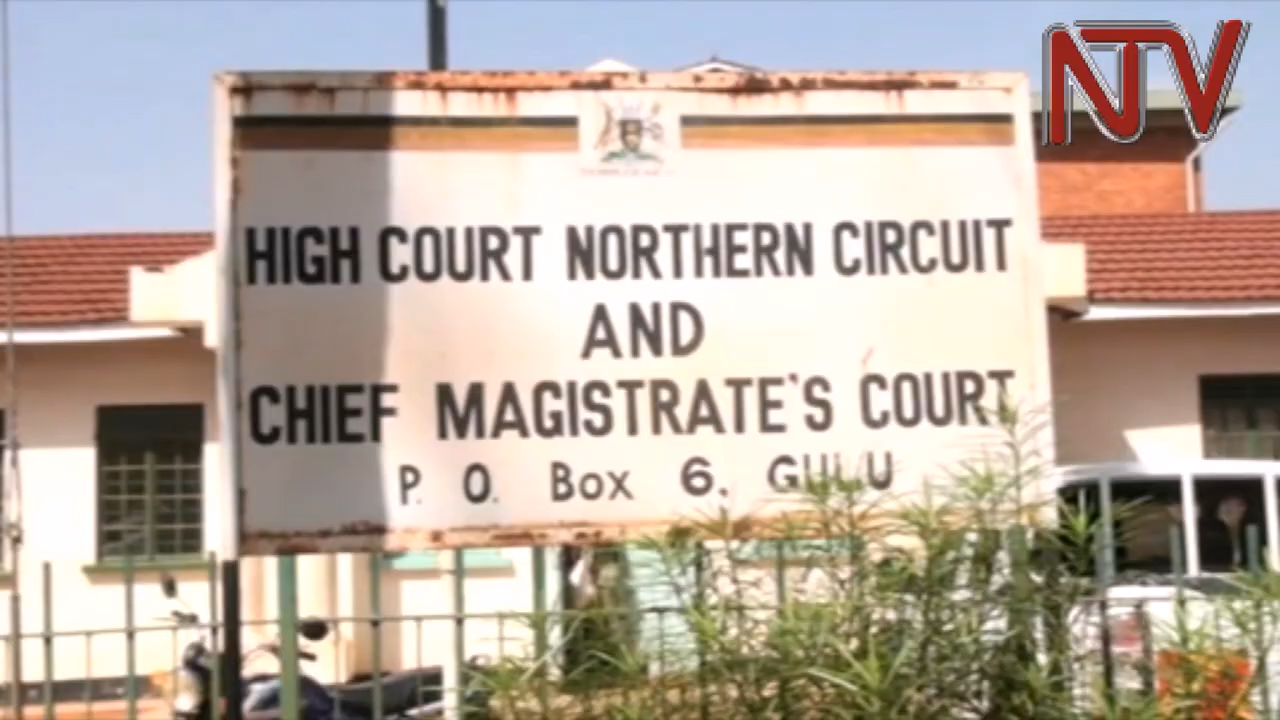 NTV
HIGH COURT NORTHERN CIRCUIT
AND
CHIEF MAGISTRATE'S COURT
P. O. Box 6. GULU